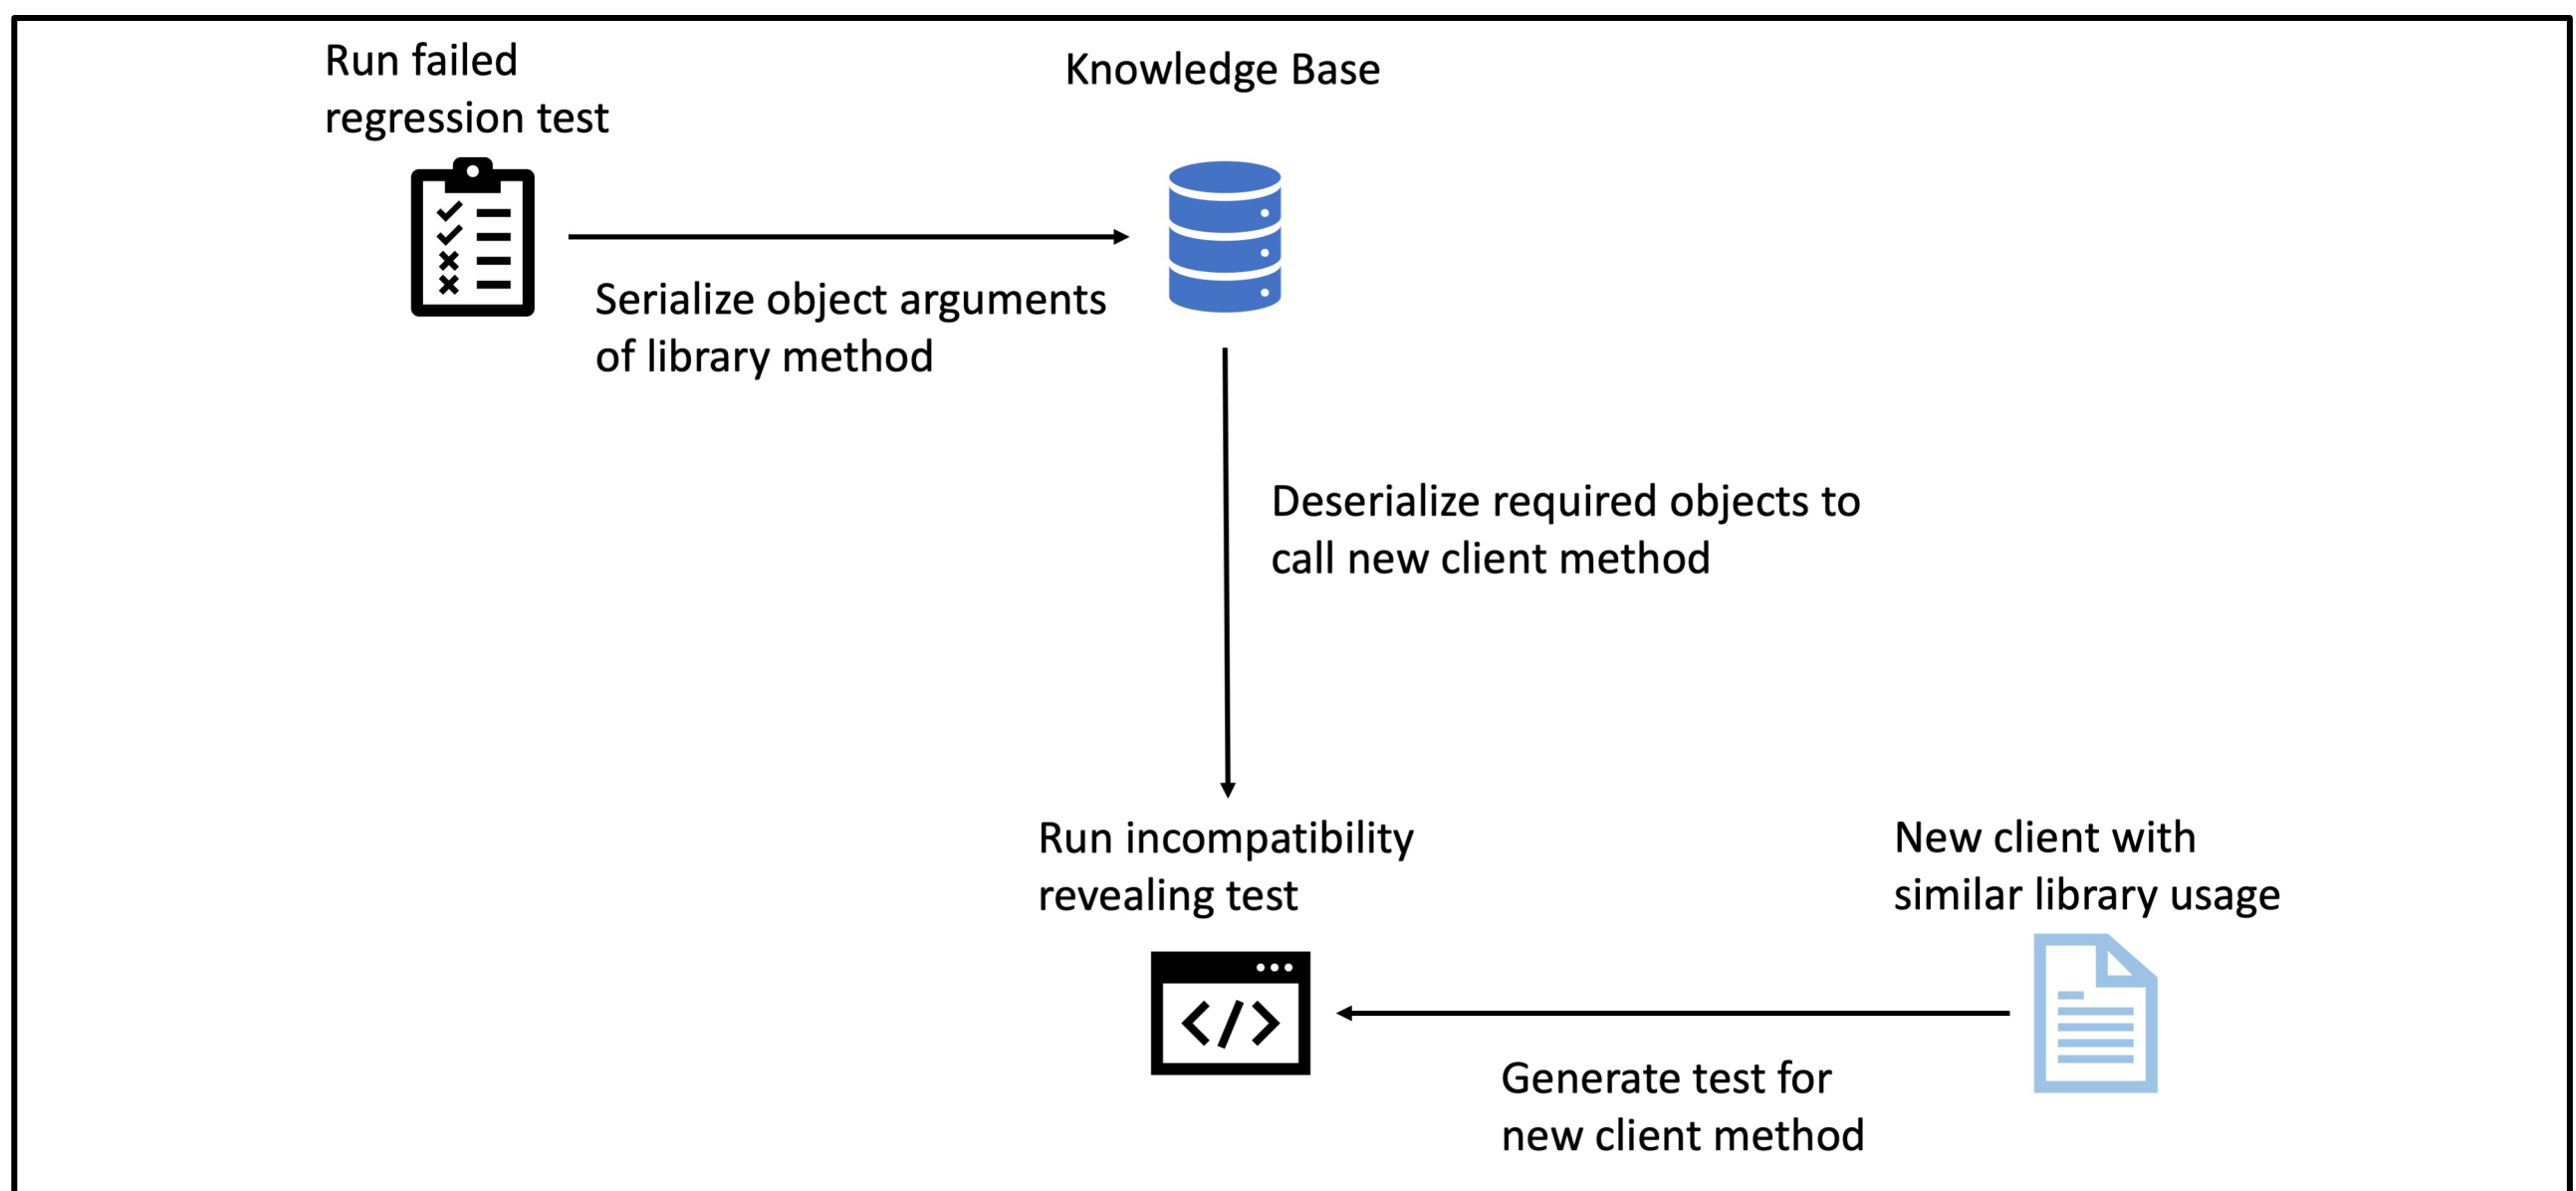 Run failed
regression test
Knowledge Base
Serialize object arguments
of library method
Deserialize required objects to
call new client method
Run incompatibility
revealing test
New client with
similar library usage
</>
Generate test for
new client method